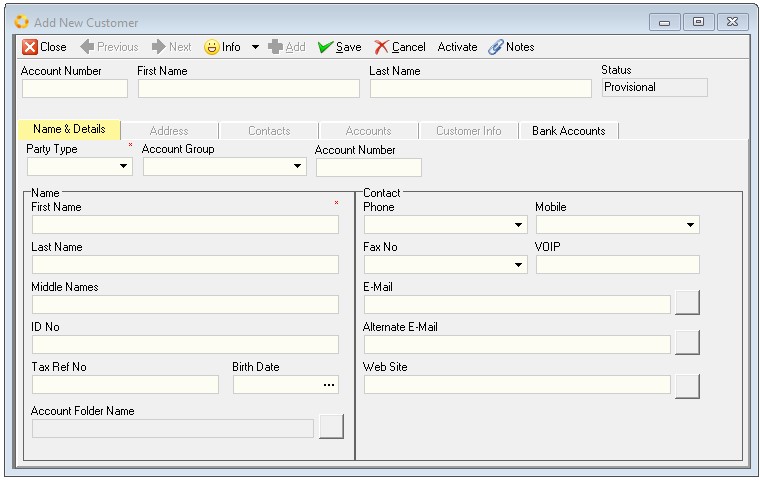 Add New Customer
Close Previous Next Info Add Save Cancel Activate Notes
Account Number First Name Last Name Status
Provisional
Name & Details Address Contacts Accounts Customer Info Bank Accounts
Party Type * Account Group Account Number
Name Contact
First Name * Phone Mobile
Last Name Fax No VOIP
Middle Names E-Mail
ID No Alternate E-Mail
Tax Ref No Birth Date Web Site
...
Account Folder Name